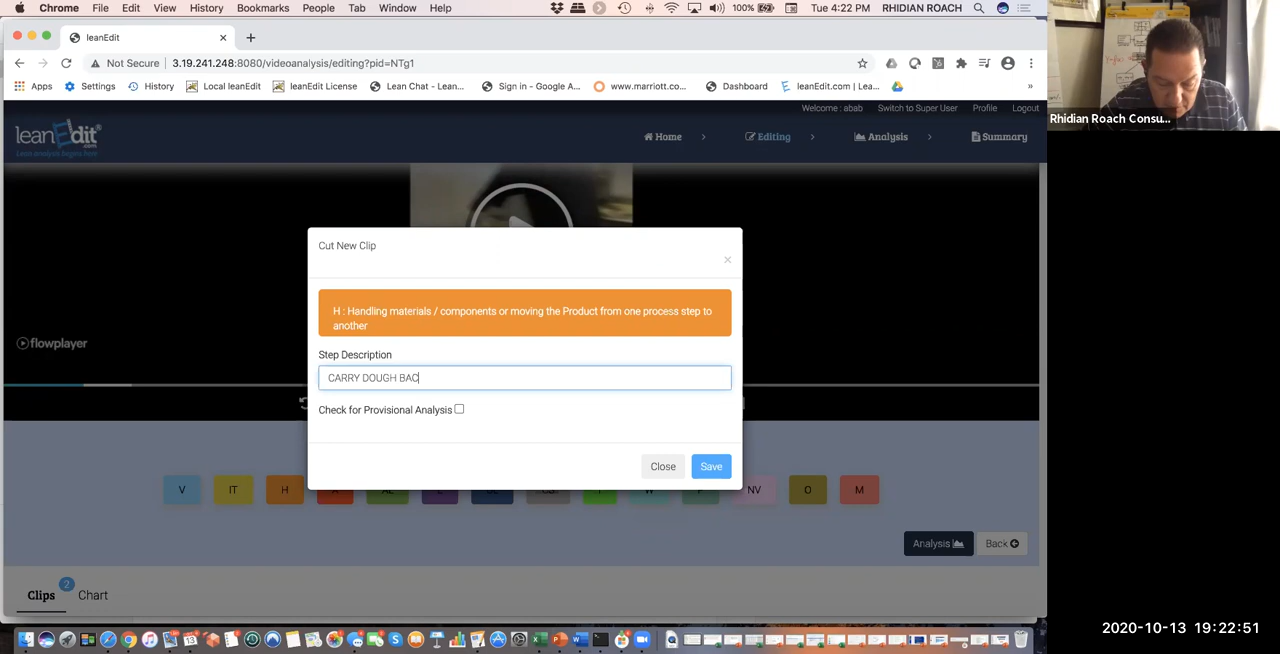 Chrome File Edit View History Bookmarks People Tab Window Help 100% Tue 4:22 PM RHIDIAN ROACH
leanEdit
Not Secure 3.19.241.248:8080/videoanalysis/editing?pid=NTg1
Apps Settings History Local leanEdit leanEdit License Lean Chat - Lean... Sign in - Google A... www.marriott.co... Dashboard leanEdit.com | Lea... »
Welcome : abab Switch to Super User Profile Logout
leanEdit
.com
Home > Editing > Analysis > Summary
Cut New Clip
×
H : Handling materials / components or moving the Product from one process step to
another
flowplayer
Step Description
CARRY DOUGH BAC
Check for Provisional Analysis
Close Save
V IT H NV O M
Analysis Back
Clips 2 Chart
Rhidian Roach Consu...
2020-10-13 19:22:51